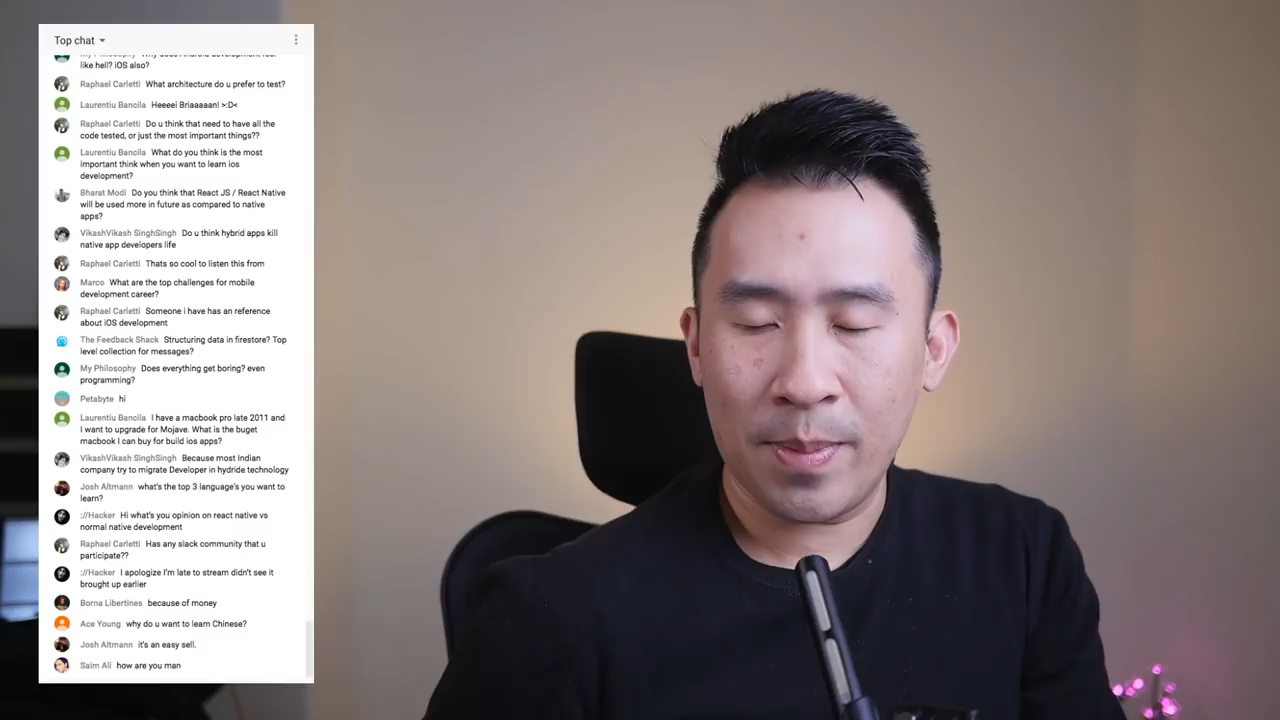 Top chat
like hell? iOS also?
Raphael Carletti What architecture do u prefer to test?
Laurentiu Bancila Heeeei Briaaaaan! >:D<
Raphael Carletti Do u think that need to have all the
code tested, or just the most important things??
Laurentiu Bancila What do you think is the most
important think when you want to learn ios
development?
Bharat Modi Do you think that React JS / React Native
will be used more in future as compared to native
apps?
VikashVikash SinghSingh Do u think hybrid apps kill
native app developers life
Raphael Carletti Thats so cool to listen this from
Marco What are the top challenges for mobile
development career?
Raphael Carletti Someone i have has an reference
about iOS development
The Feedback Shack Structuring data in firestore? Top
level collection for messages?
My Philosophy Does everything get boring? even
programming?
Petabyte hi
Laurentiu Bancila I have a macbook pro late 2011 and
I want to upgrade for Mojave. What is the buget
macbook I can buy for build ios apps?
VikashVikash SinghSingh Because most Indian
company try to migrate Developer in hydride technology
Josh Altmann what's the top 3 language's you want to
learn?
://Hacker Hi what's you opinion on react native vs
normal native development
Raphael Carletti Has any slack community that u
participate??
://Hacker I apologize I'm late to stream didn't see it
brought up earlier
Borna Libertines because of money
Ace Young why do u want to learn Chinese?
Josh Altmann it's an easy sell.
Saim Ali how are you man